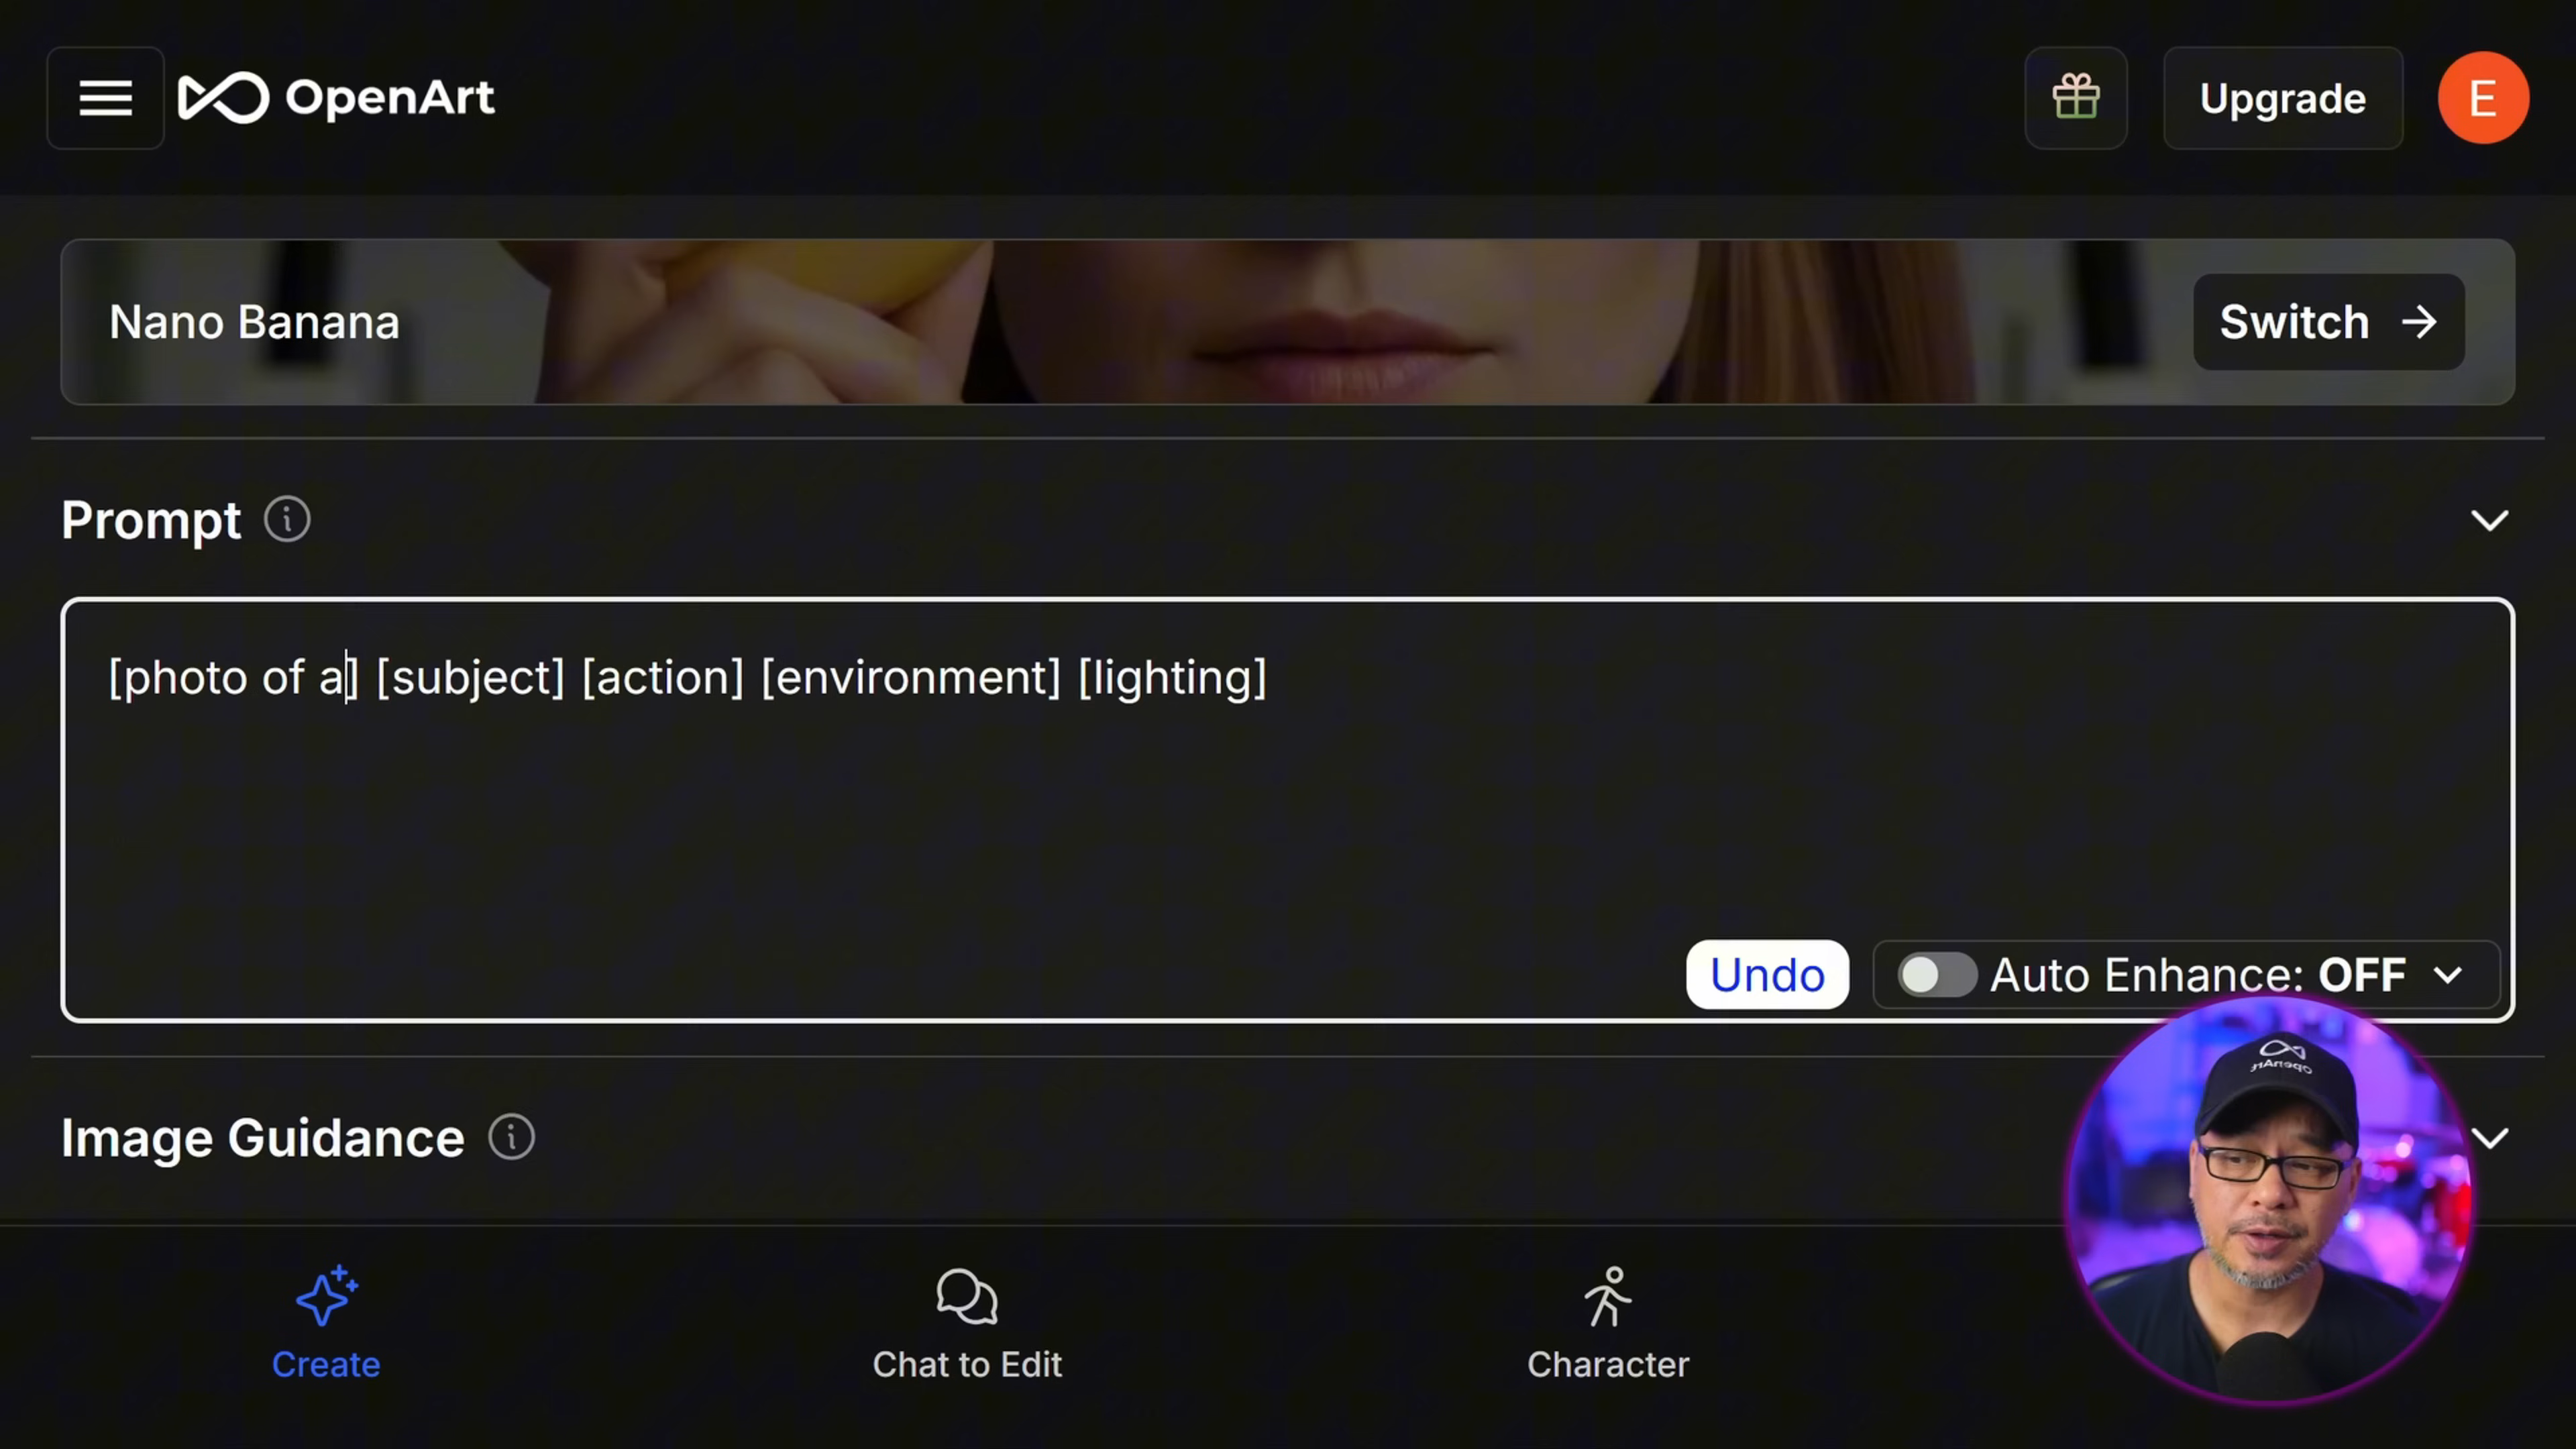 OpenArt
Upgrade
E
Nano Banana
Switch
Prompt
[photo of a] [subject] [action] [environment] [lighting]
Undo
Auto Enhance: OFF
OpenArt
Image Guidance
Create
Chat to Edit
Character